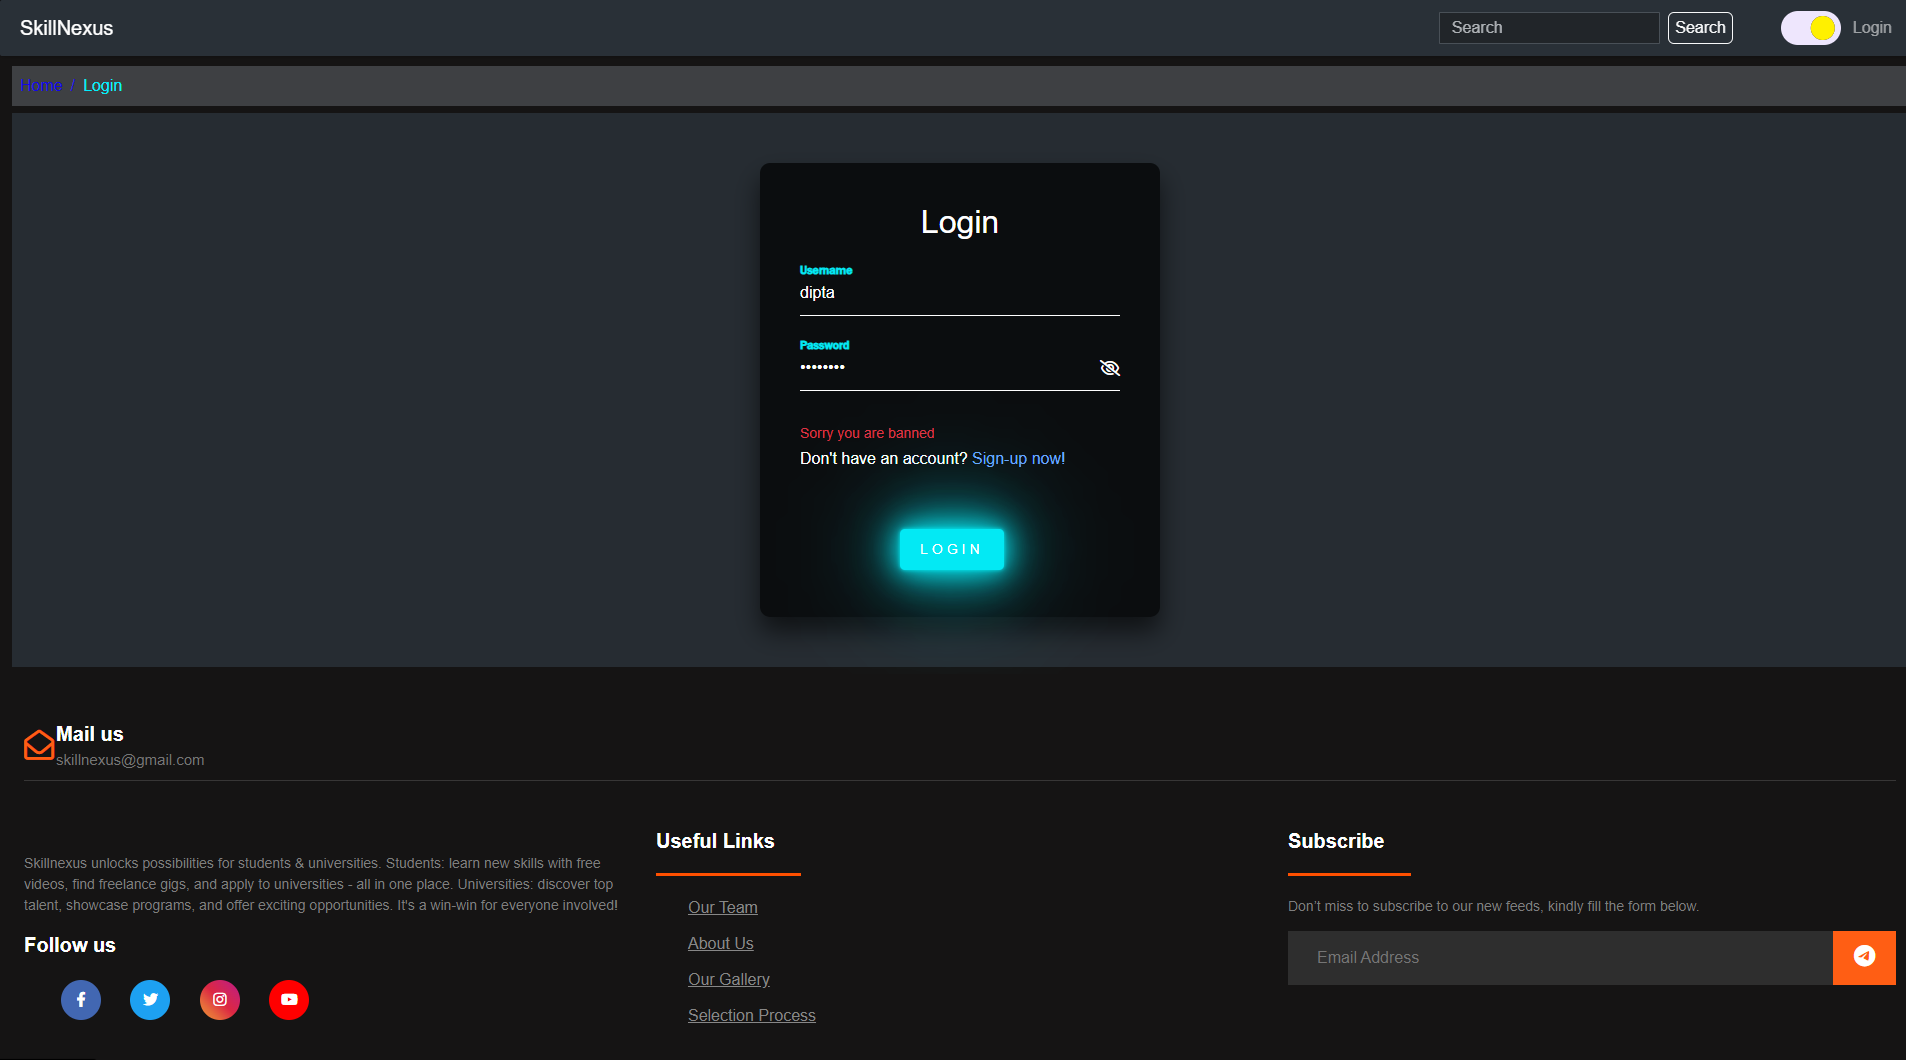 SkillNexus
Search
Search
Login
Home / Login
Login
Username
dipta
Password
••••••••
Sorry you are banned
Don't have an account? Sign-up now!
LOGIN
Mail us
skillnexus@gmail.com
Skillnexus unlocks possibilities for students & universities. Students: learn new skills with free
videos, find freelance gigs, and apply to universities - all in one place. Universities: discover top
talent, showcase programs, and offer exciting opportunities. It's a win-win for everyone involved!
Follow us
Useful Links
Our Team
About Us
Our Gallery
Selection Process
Subscribe
Don't miss to subscribe to our new feeds, kindly fill the form below.
Email Address